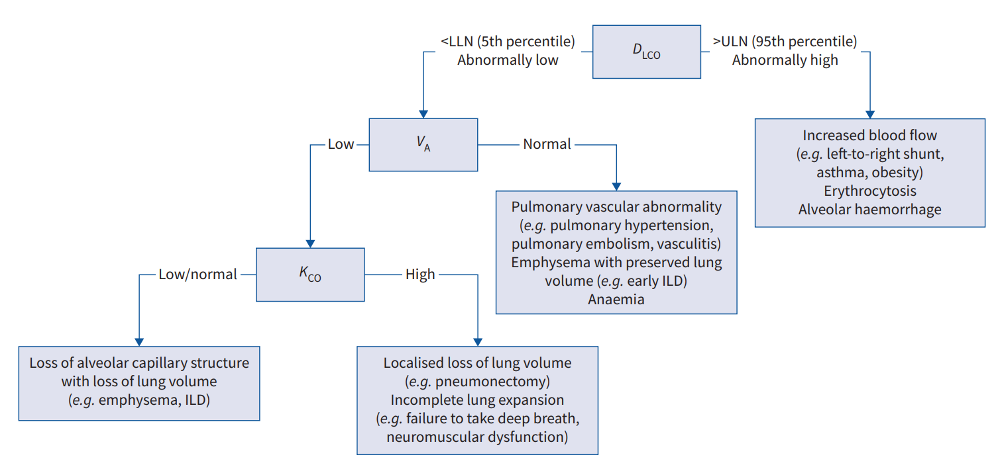 <LLN (5th percentile)
Abnormally low
DLCO
>ULN (95th percentile)
Abnormally high
Low
VA
Normal
Increased blood flow
(e.g. left-to-right shunt,
asthma, obesity)
Erythrocytosis
Alveolar haemorrhage
Pulmonary vascular abnormality
(e.g. pulmonary hypertension,
pulmonary embolism, vasculitis)
Emphysema with preserved lung
volume (e.g. early ILD)
Anaemia
Low/normal
KCO
High
Loss of alveolar capillary structure
with loss of lung volume
(e.g. emphysema, ILD)
Localised loss of lung volume
(e.g. pneumonectomy)
Incomplete lung expansion
(e.g. failure to take deep breath,
neuromuscular dysfunction)